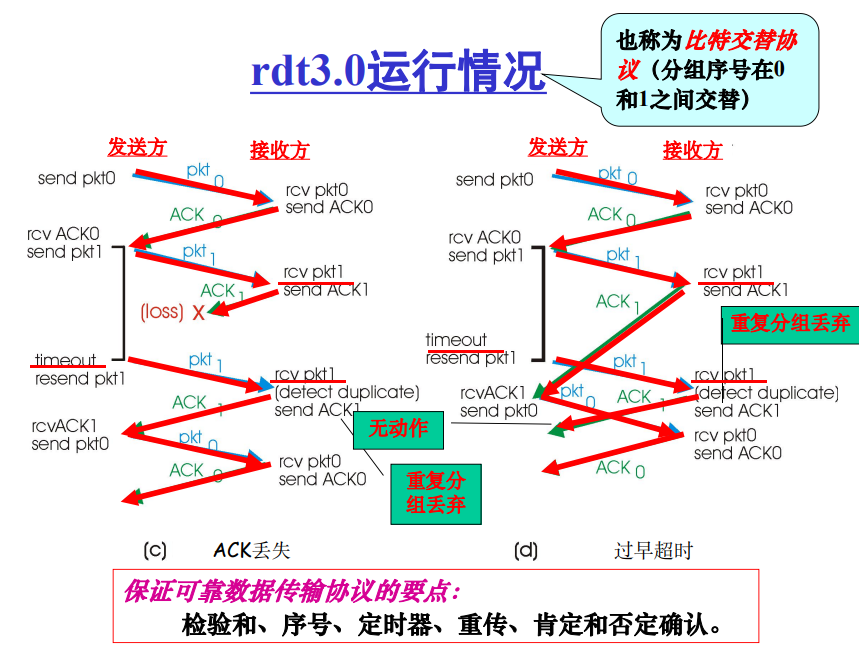 rdt3.0运行情况
也称为比特交替协
议（分组序号在0
和1之间交替）
发送方
接收方
send pkt0
pkt 0
rcv pkt0
send ACK0
ACK 0
rcv ACK0
send pkt1
pkt 1
rcv pkt1
send ACK1
ACK 1
(loss) X
timeout
resend pkt1
pkt 1
rcv pkt1
(detect duplicate)
send ACK1
ACK 1
rcvACK1
send pkt0
pkt 0
rcv pkt0
send ACK0
ACK 0
无动作
重复分
组丢弃
(c) ACK丢失
发送方
接收方
send pkt0
pkt 0
rcv pkt0
send ACK0
ACK 0
rcv ACK0
send pkt1
pkt 1
rcv pkt1
send ACK1
ACK 1
重复分组丢弃
timeout
resend pkt1
pkt 1
rcv pkt1
(detect duplicate)
send ACK1
rcvACK1
send pkt0
pkt 0
ACK 1
rcv pkt0
send ACK0
ACK 0
(d) 过早超时
保证可靠数据传输协议的要点：
检验和、序号、定时器、重传、肯定和否定确认。